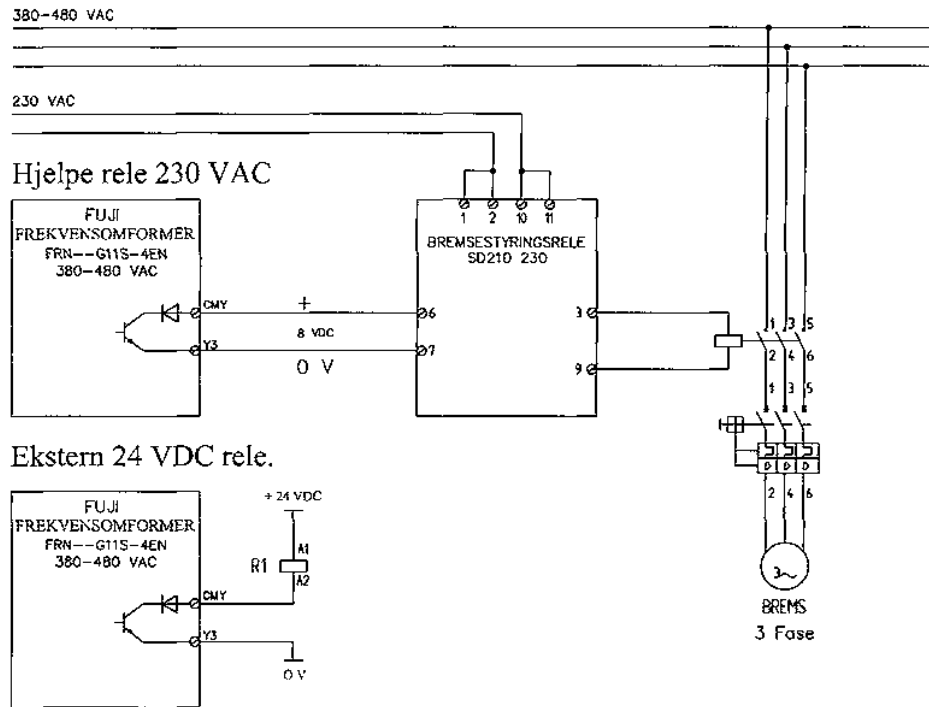 380-480 VAC
230 VAC
Hjelpe rele 230 VAC
1 2 10 11
FUJI
FREKVENSOMFORMER
FRN--G11S-4EN
380-480 VAC
CMY
Y3
+
8 VDC
0 V
BREMSESTYRINGSRELE
SD210 230
6
7
3
9
1 3 5
2 4 6
1 3 5
D D D
2 4 6
3~
BREMS
3 Fase
Ekstern 24 VDC rele.
FUJI
FREKVENSOMFORMER
FRN--G11S-4EN
380-480 VAC
CMY
Y3
+24 VDC
A1
R1
A2
0 V